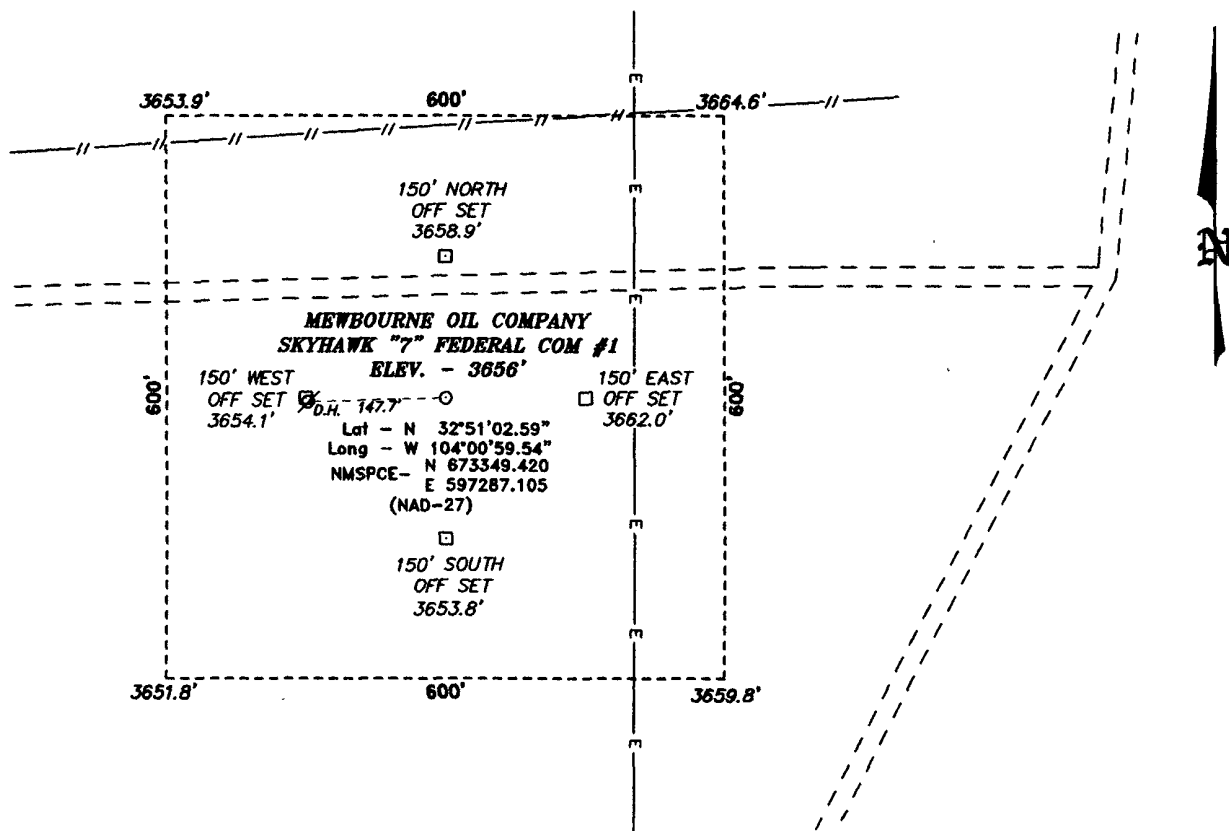 3653.9'
600'
3664.6'
E
150' NORTH
OFF SET
3658.9'
E
N
E
MEWBOURNE OIL COMPANY
SKYHAWK "7" FEDERAL COM #1
ELEV. - 3656'
600'
150' WEST
OFF SET
3654.1'
D.H. 147.7'
150' EAST
OFF SET
3662.0'
600'
Lat - N 32°51'02.59"
Long - W 104°00'59.54"
NMSPCE- N 673349.420
E 597287.105
(NAD-27)
E
150' SOUTH
OFF SET
3653.8'
E
3651.8'
600'
3659.8'
E